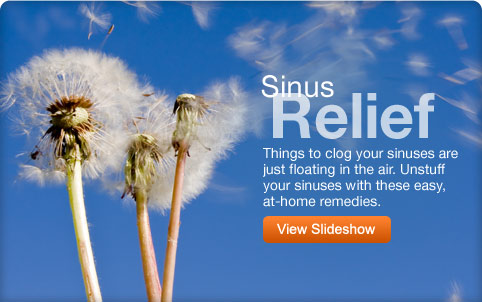 Sinus
Relief
Things to clog your sinuses are
just floating in the air. Unstuff
your sinuses with these easy,
at-home remedies.
View Slideshow